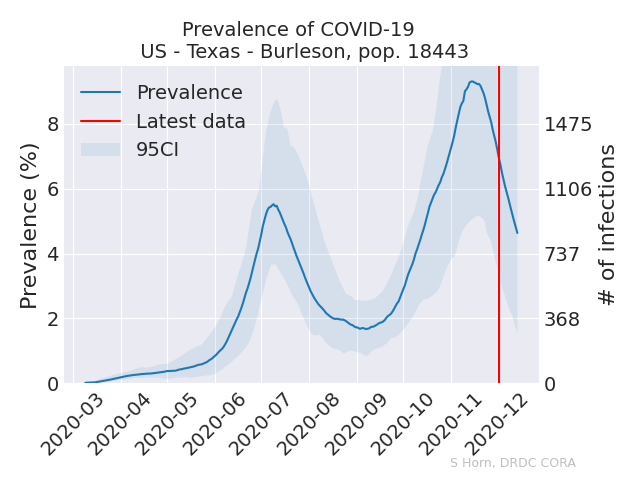 Prevalence of COVID-19
US - Texas - Burleson, pop. 18443
Prevalence
Latest data
95CI
Prevalence (%)
8
6
4
2
0
1475
1106
737
368
0
# of infections
2020-03
2020-04
2020-05
2020-06
2020-07
2020-08
2020-09
2020-10
2020-11
2020-12
S Horn, DRDC CORA